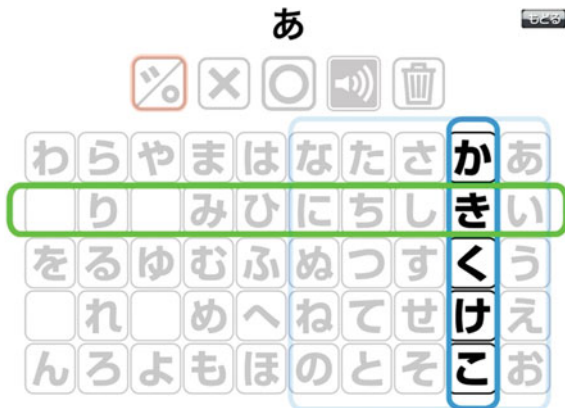 あ
もどる
゛゜ × ○
わ ら や ま は な た さ か あ
り み ひ に ち し き い
を る ゆ む ふ ぬ つ す く う
れ め へ ね て せ け え
ん ろ よ も ほ の と そ こ お